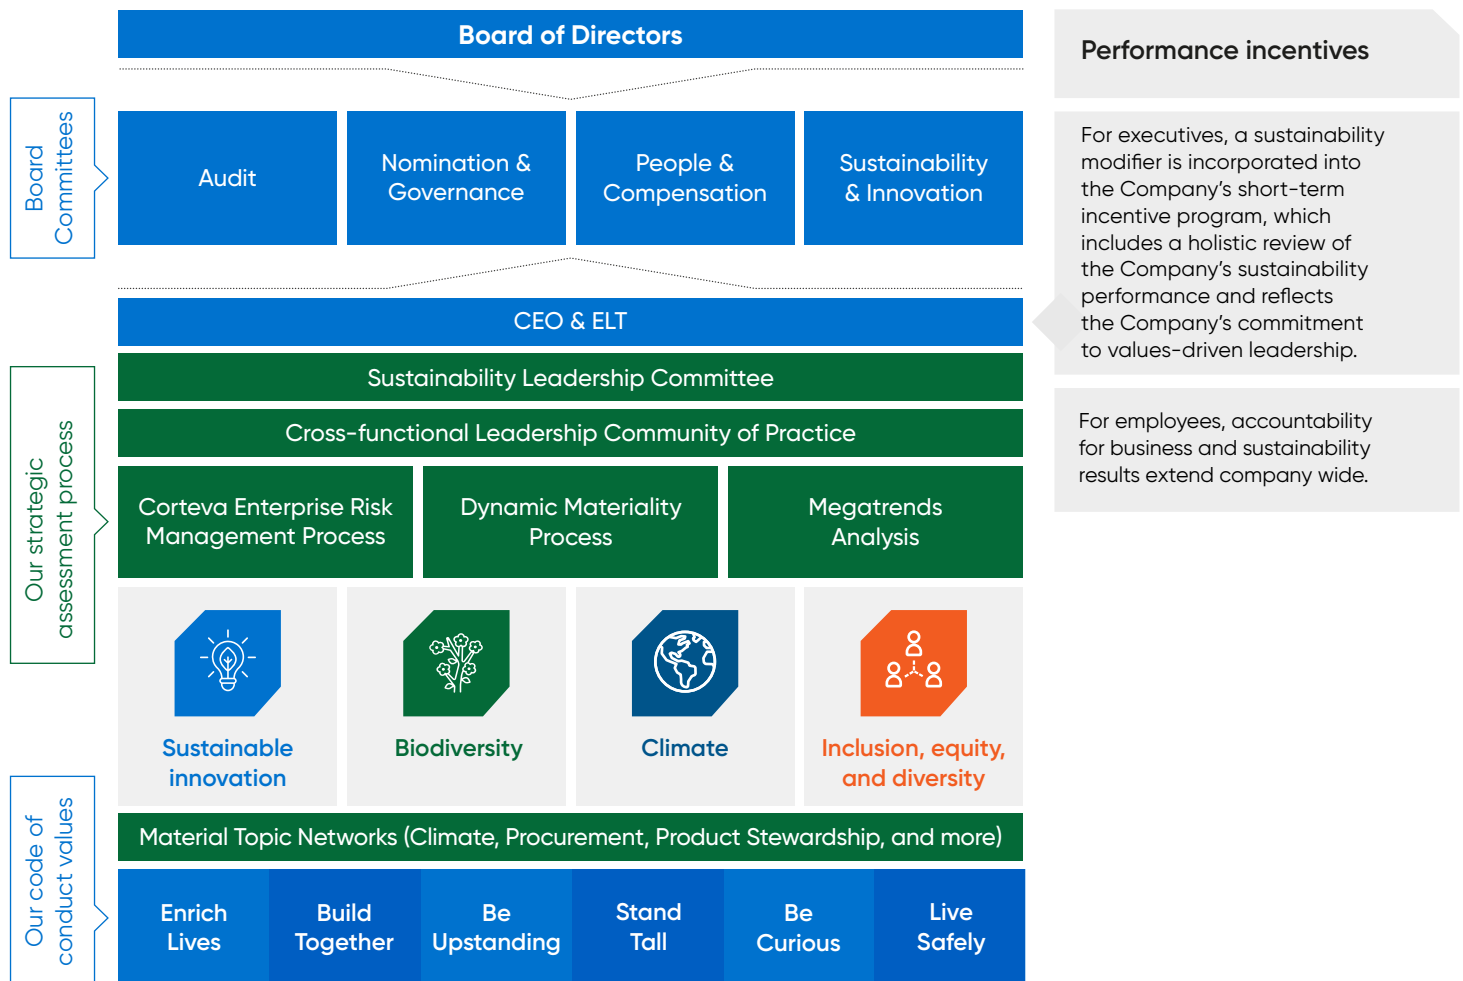 Board of Directors
Board
Committees
Audit
Nomination &
Governance
People &
Compensation
Sustainability
& Innovation
CEO & ELT
Our strategic
assessment process
Sustainability Leadership Committee
Cross-functional Leadership Community of Practice
Corteva Enterprise Risk
Management Process
Dynamic Materiality
Process
Megatrends
Analysis
Sustainable
innovation
Biodiversity
Climate
Inclusion, equity,
and diversity
Our code of
conduct values
Material Topic Networks (Climate, Procurement, Product Stewardship, and more)
Enrich
Lives
Build
Together
Be
Upstanding
Stand
Tall
Be
Curious
Live
Safely
Performance incentives
For executives, a sustainability
modifier is incorporated into
the Company's short-term
incentive program, which
includes a holistic review of
the Company's sustainability
performance and reflects
the Company's commitment
to values-driven leadership.
For employees, accountability
for business and sustainability
results extend company wide.